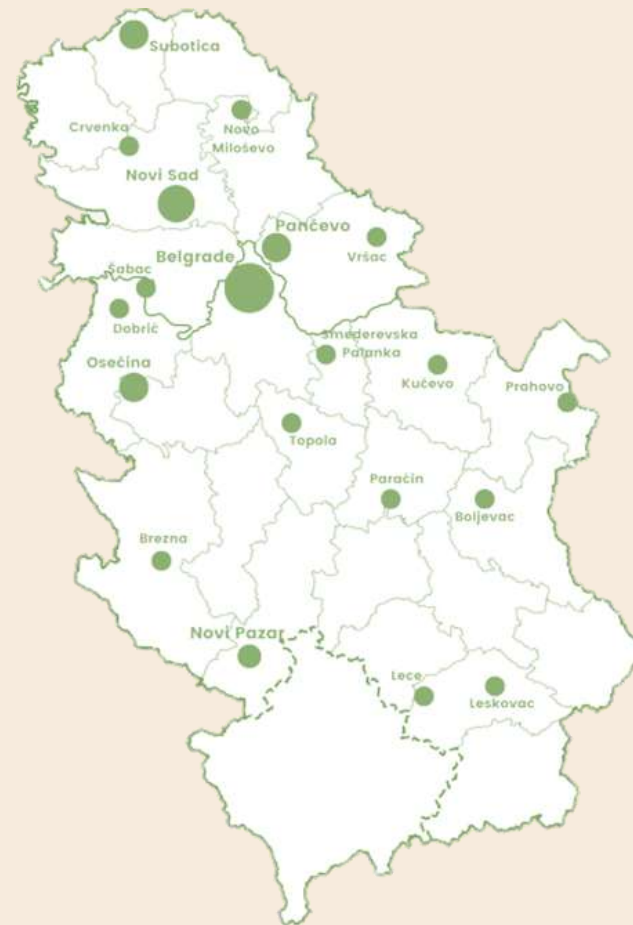 Subotica
Crvenka
Novo
Miloševo
Novi Sad
Pančevo
Vršac
Belgrade
Šabac
Dobrić
Smederevska
Palanka
Osečina
Kučevo
Prahovo
Topola
Paraćin
Boljevac
Brezna
Novi Pazar
Lece
Leskovac